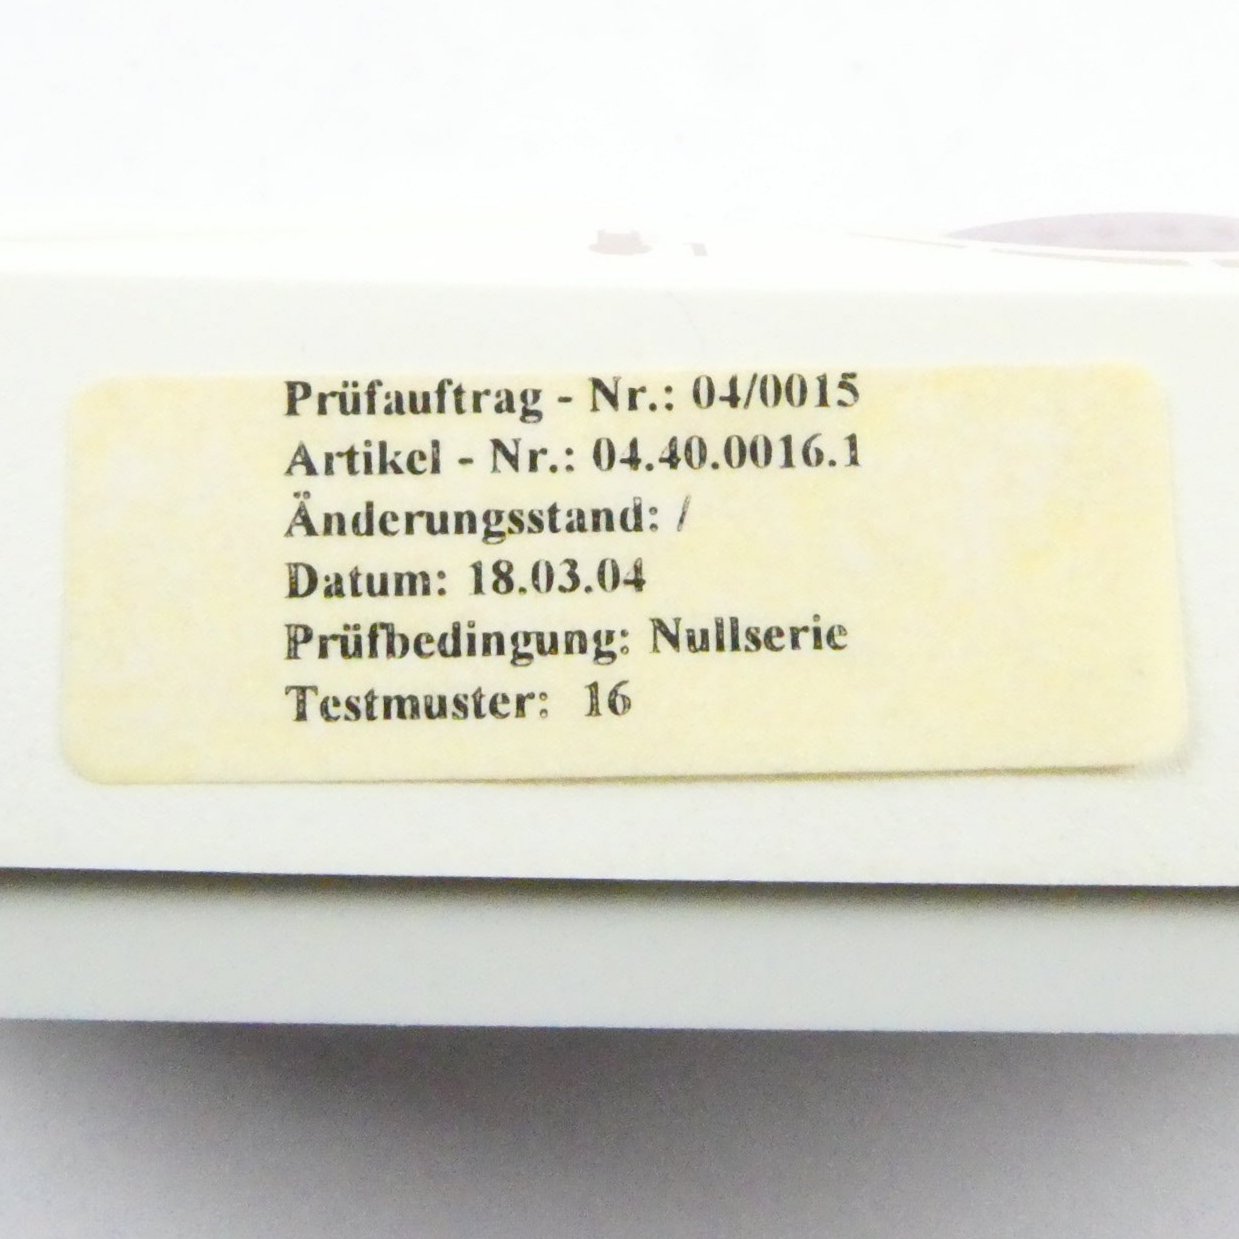 Prüfauftrag - Nr.: 04/0015
Artikel - Nr.: 04.40.0016.1
Änderungsstand: /
Datum: 18.03.04
Prüfbedingung: Nullserie
Testmuster: 16